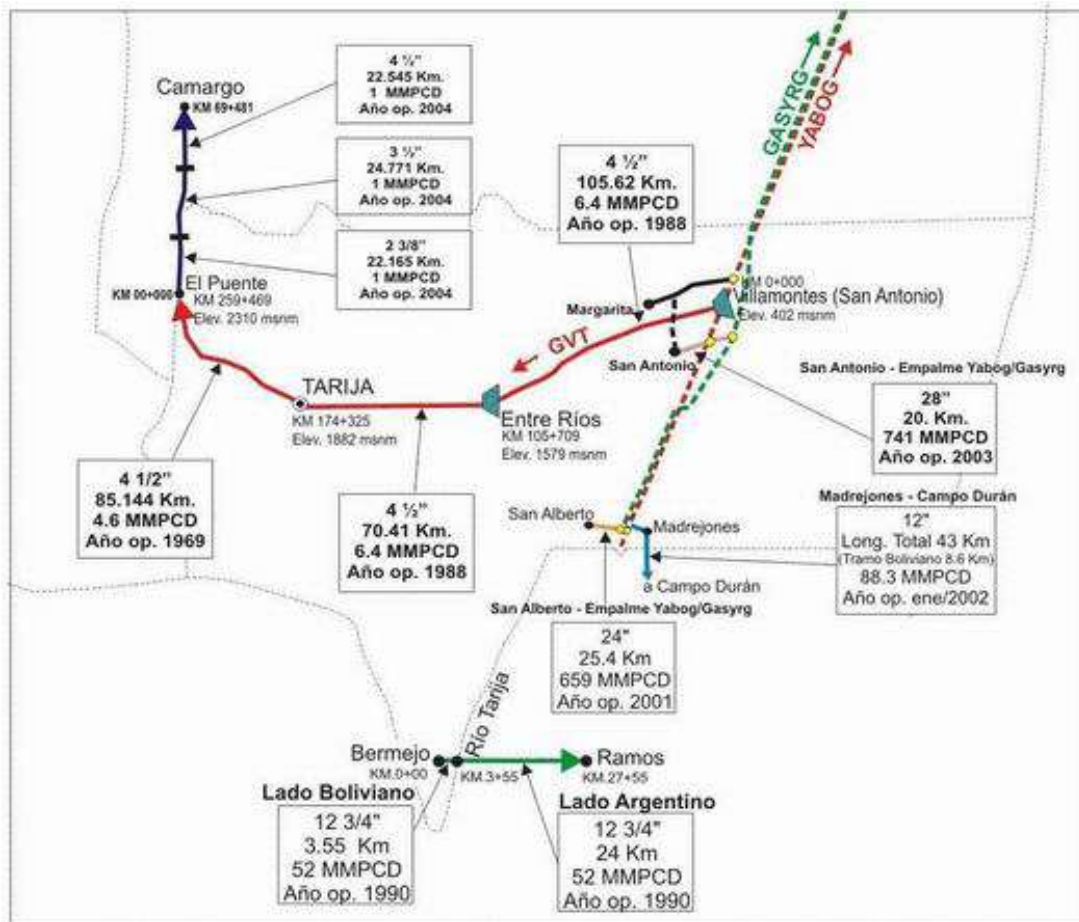 4 ½"
22.545 Km.
1 MMPCD
Año op. 2004
Camargo
KM 69+481
3 ½"
24.771 Km.
1 MMPCD
Año op. 2004
2 3/8"
22.165 Km.
1 MMPCD
Año op. 2004
GASYRG
YABOG
4 ½"
105.62 Km.
6.4 MMPCD
Año op. 1988
KM 00+000
El Puente
KM 259+469
Elev. 2310 msnm
KM 0+000
Villamontes (San Antonio)
Elev. 402 msnm
Margarita
San Antonio
GVT
San Antonio - Empalme Yabog/Gasyrg
28"
20. Km.
741 MMPCD
Año op. 2003
TARIJA
KM 174+325
Elev. 1882 msnm
Entre Ríos
KM 105+709
Elev. 1579 msnm
4 1/2"
85.144 Km.
4.6 MMPCD
Año op. 1969
4 ½"
70.41 Km.
6.4 MMPCD
Año op. 1988
San Alberto
Madrejones
a Campo Durán
Madrejones - Campo Durán
12"
Long. Total 43 Km
(Tramo Boliviano 8.6 Km)
88.3 MMPCD
Año op. ene/2002
San Alberto - Empalme Yabog/Gasyrg
24"
25.4 Km
659 MMPCD
Año op. 2001
Río Tarija
Bermejo
KM.0+00
KM.3+55
Ramos
KM.27+55
Lado Boliviano
12 3/4"
3.55 Km
52 MMPCD
Año op. 1990
Lado Argentino
12 3/4"
24 Km
52 MMPCD
Año op. 1990